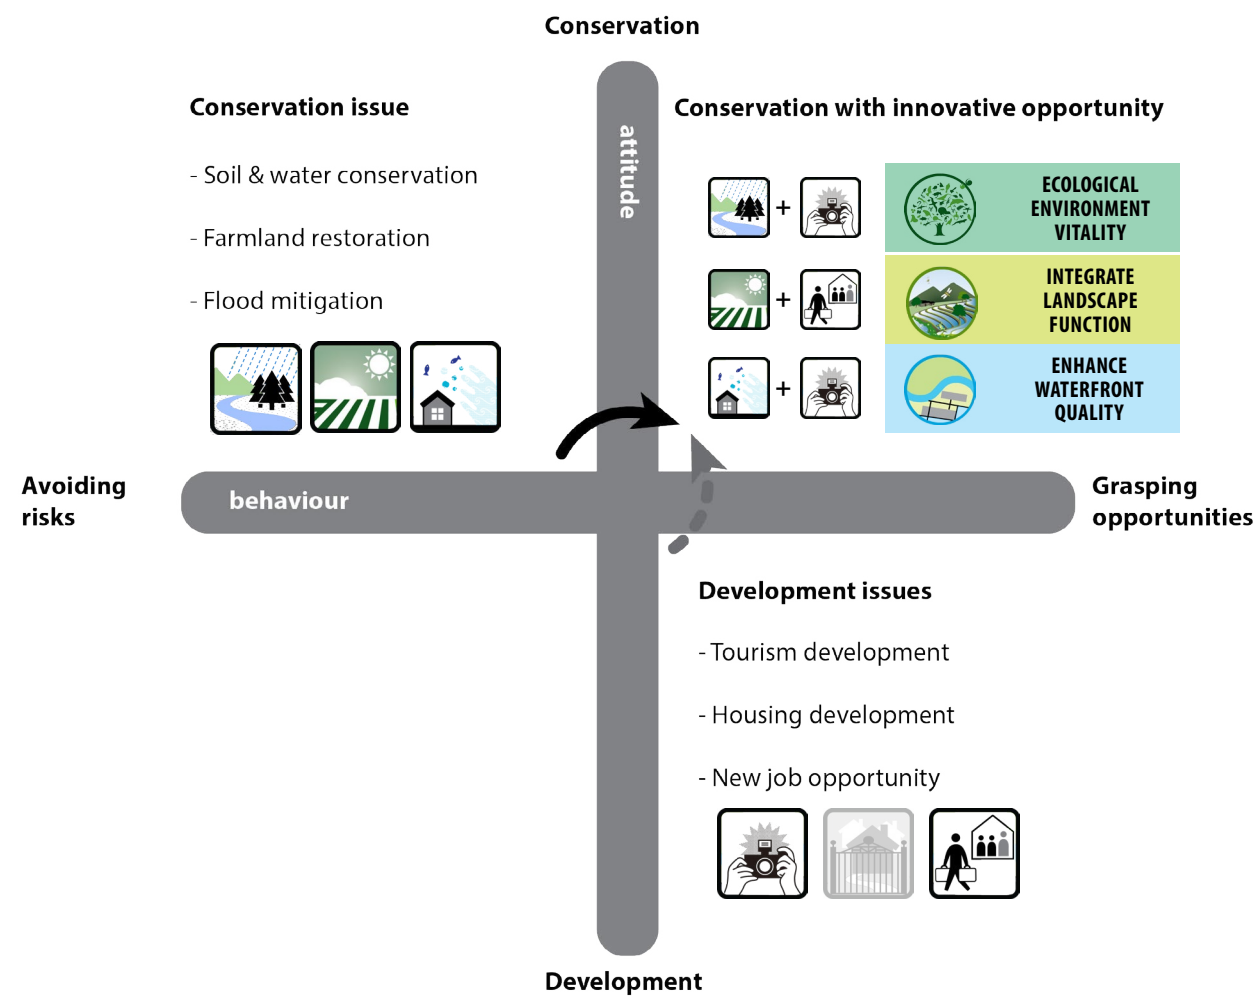 Conservation
Conservation issue
- Soil & water conservation
- Farmland restoration
- Flood mitigation
attitude
Conservation with innovative opportunity
+
ECOLOGICAL
ENVIRONMENT
VITALITY
+
INTEGRATE
LANDSCAPE
FUNCTION
+
ENHANCE
WATERFRONT
QUALITY
Avoiding
risks
behaviour
Grasping
opportunities
Development issues
- Tourism development
- Housing development
- New job opportunity
Development